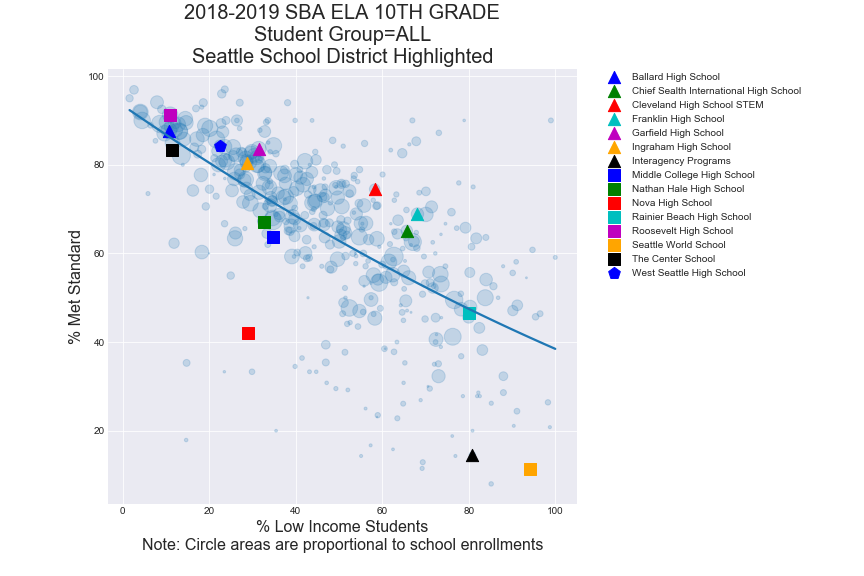 2018-2019 SBA ELA 10TH GRADE
Student Group=ALL
Seattle School District Highlighted
% Met Standard
100
80
60
40
20
0
20
40
60
80
100
% Low Income Students
Note: Circle areas are proportional to school enrollments
Ballard High School
Chief Sealth International High School
Cleveland High School STEM
Franklin High School
Garfield High School
Ingraham High School
Interagency Programs
Middle College High School
Nathan Hale High School
Nova High School
Rainier Beach High School
Roosevelt High School
Seattle World School
The Center School
West Seattle High School